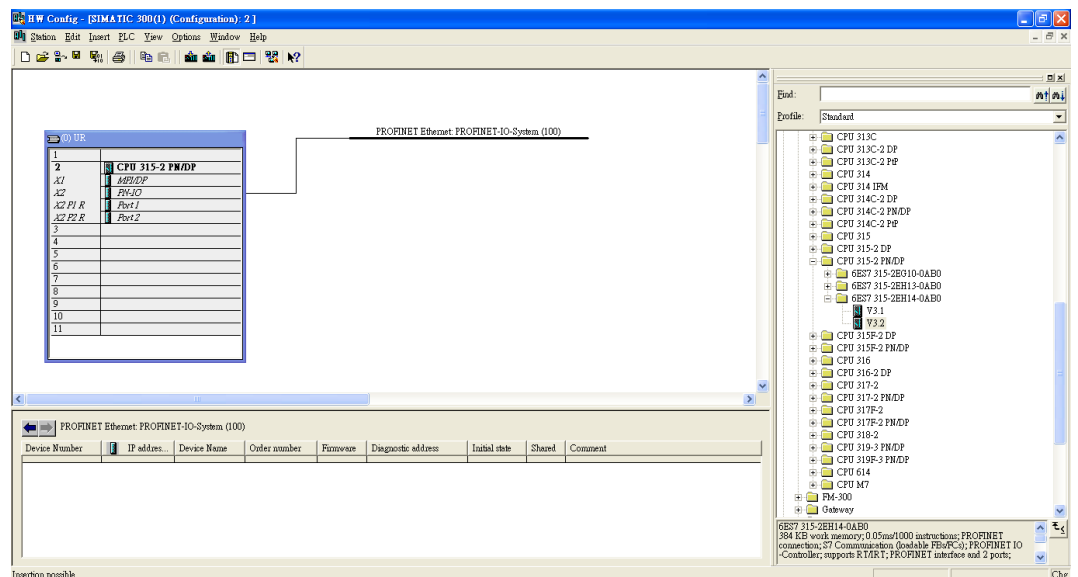 HW Config - [SIMATIC 300(1) (Configuration): 2 ]
Station Edit Insert PLC View Options Window Help
(0) UR
1
2 CPU 315-2 PN/DP
X1 MPI/DP
X2 PN-IO
X2 P1 R Port 1
X2 P2 R Port 2
3
4
5
6
7
8
9
10
11
PROFINET Ethernet: PROFINET-IO-System (100)
Find:
Profile: Standard
CPU 313C
CPU 313C-2 DP
CPU 313C-2 PtP
CPU 314
CPU 314 IFM
CPU 314C-2 DP
CPU 314C-2 PN/DP
CPU 314C-2 PtP
CPU 315
CPU 315-2 DP
CPU 315-2 PN/DP
6ES7 315-2EG10-0AB0
6ES7 315-2EH13-0AB0
6ES7 315-2EH14-0AB0
V3.1
V3.2
CPU 315F-2 DP
CPU 315F-2 PN/DP
CPU 316
CPU 316-2 DP
CPU 317-2
CPU 317-2 PN/DP
CPU 317F-2
CPU 317F-2 PN/DP
CPU 318-2
CPU 319-3 PN/DP
CPU 319F-3 PN/DP
CPU 614
CPU M7
FM-300
Gateway
6ES7 315-2EH14-0AB0
384 KB work memory; 0.05ms/1000 instructions; PROFINET
connection; S7 Communication (loadable FBs/FCs); PROFINET IO
-Controller; supports RT/IRT; PROFINET interface and 2 ports;
PROFINET Ethernet: PROFINET-IO-System (100)
Device Number IP addres... Device Name Order number Firmware Diagnostic address Initial state Shared Comment
Insertion possible
Chg